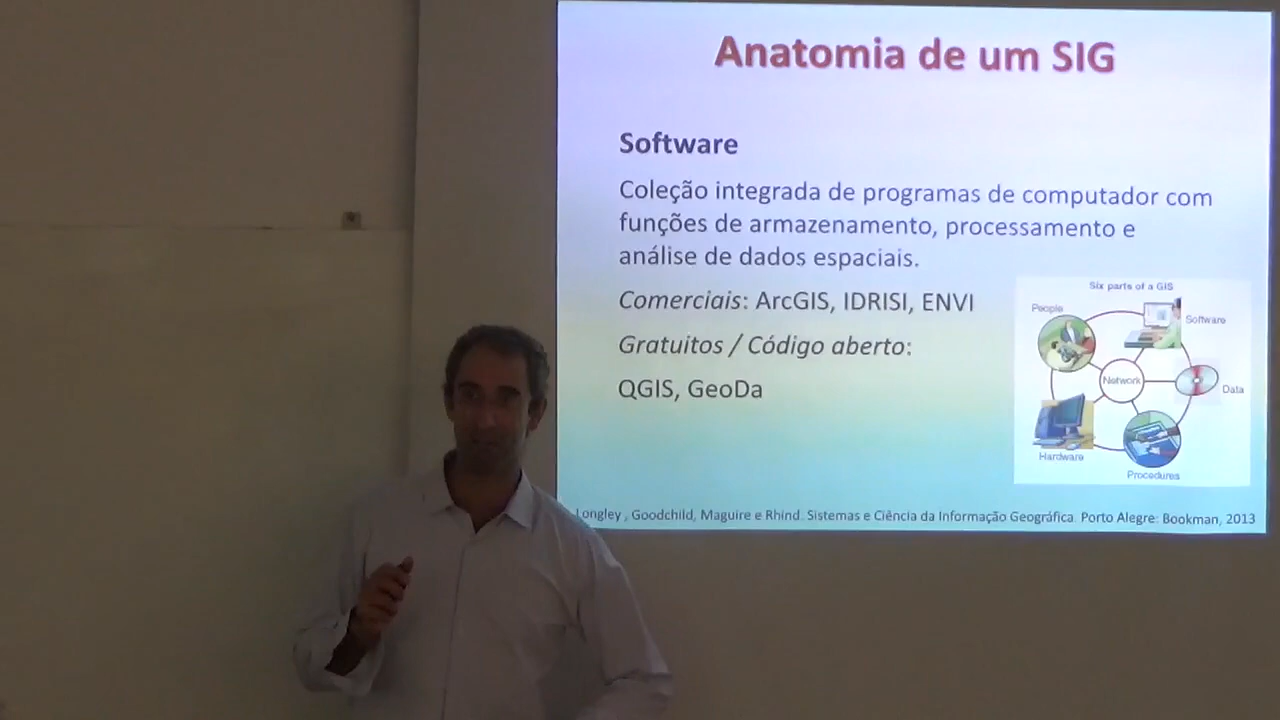 Anatomia de um SIG
Software
Coleção integrada de programas de computador com
funções de armazenamento, processamento e
análise de dados espaciais.
Comerciais: ArcGIS, IDRISI, ENVI
Gratuitos / Código aberto:
QGIS, GeoDa
Six parts of a GIS
People
Software
Network
Data
Hardware
Procedures
Longley , Goodchild, Maguire e Rhind. Sistemas e Ciência da Informação Geográfica. Porto Alegre: Bookman, 2013